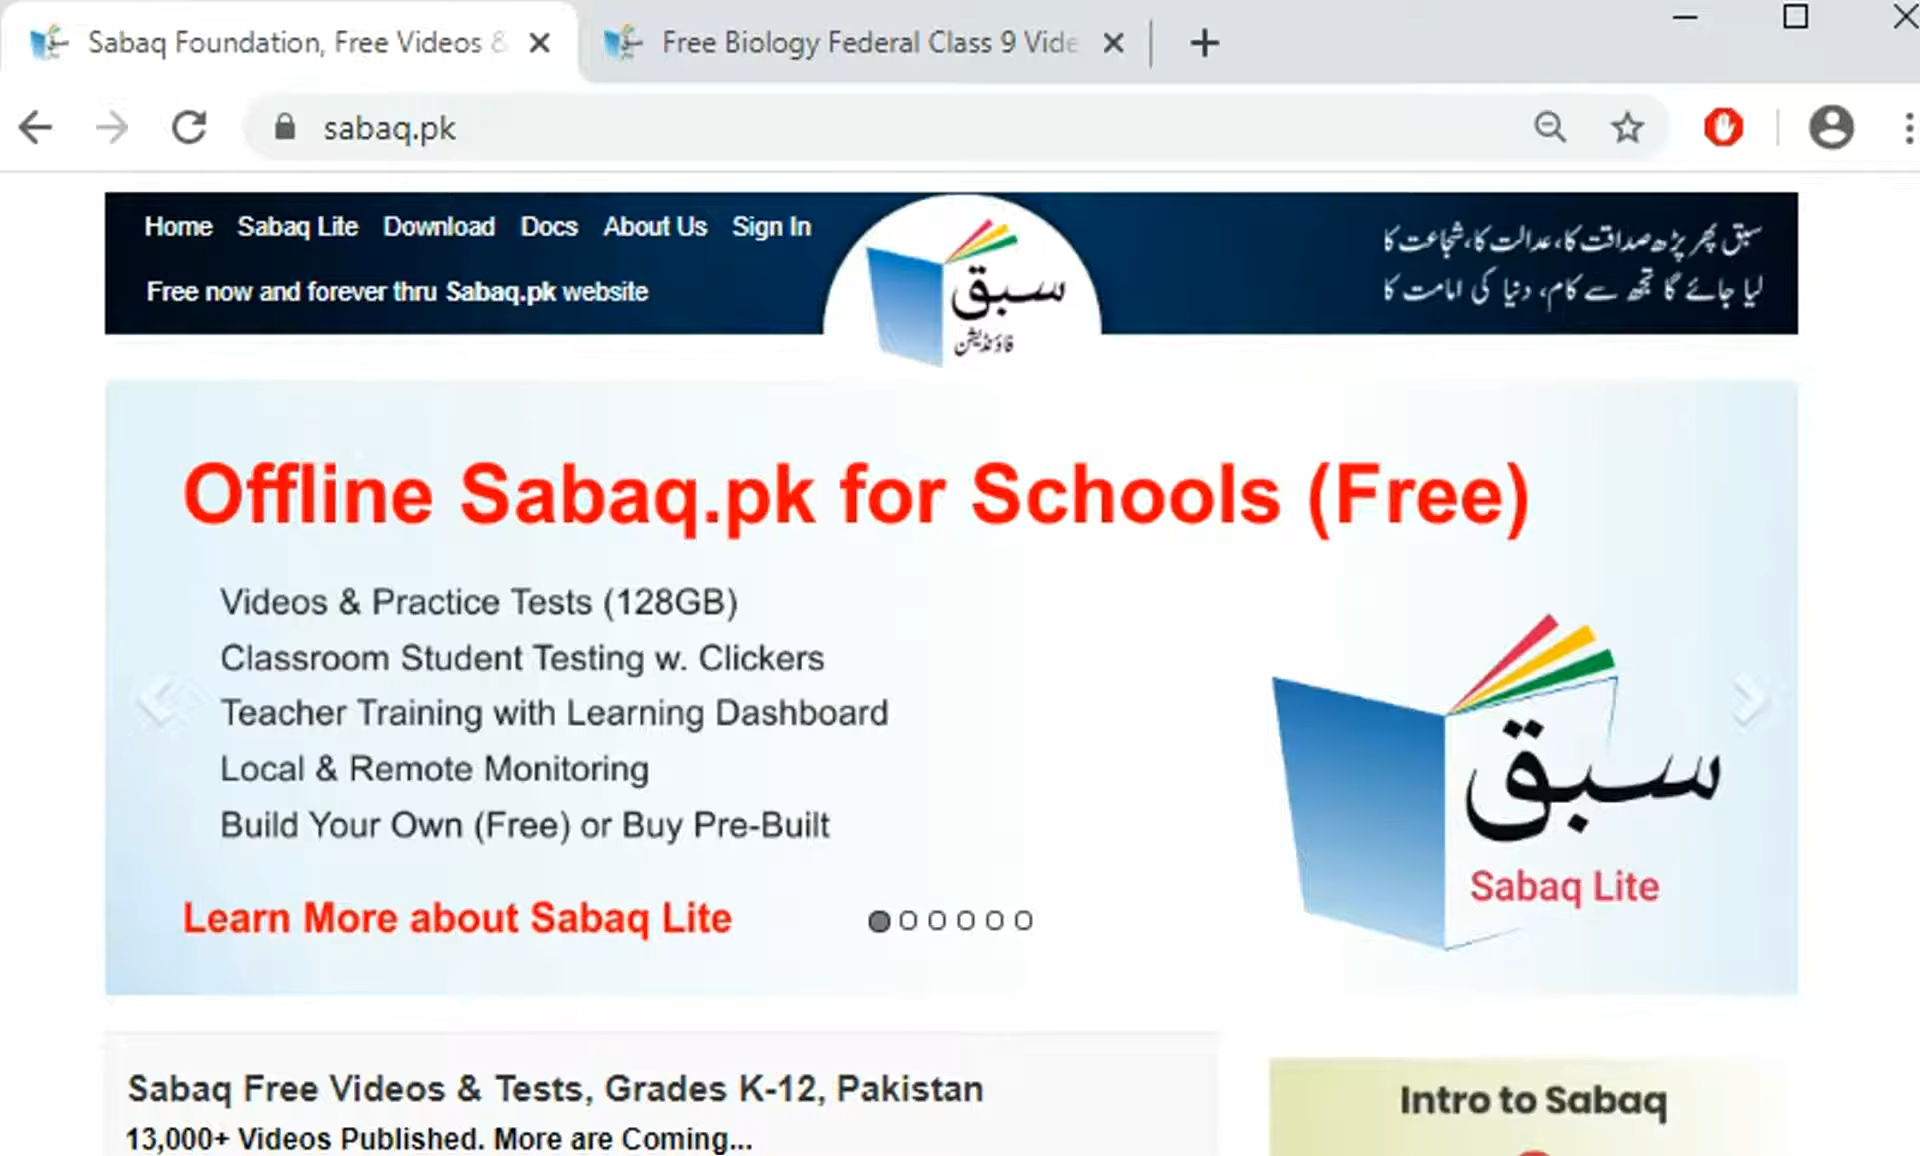 Sabaq Foundation, Free Videos &
Free Biology Federal Class 9 Vide
sabaq.pk
Home Sabaq Lite Download Docs About Us Sign In
Free now and forever thru Sabaq.pk website
سبق
فاؤنڈیشن
سبق پھر پڑھ صداقت کا، عدالت کا، شجاعت کا
لیا جائے گا تجھ سے کام، دنیا کی امامت کا
Offline Sabaq.pk for Schools (Free)
Videos & Practice Tests (128GB)
Classroom Student Testing w. Clickers
Teacher Training with Learning Dashboard
Local & Remote Monitoring
Build Your Own (Free) or Buy Pre-Built
Learn More about Sabaq Lite
سبق
Sabaq Lite
Sabaq Free Videos & Tests, Grades K-12, Pakistan
13,000+ Videos Published. More are Coming...
Intro to Sabaq